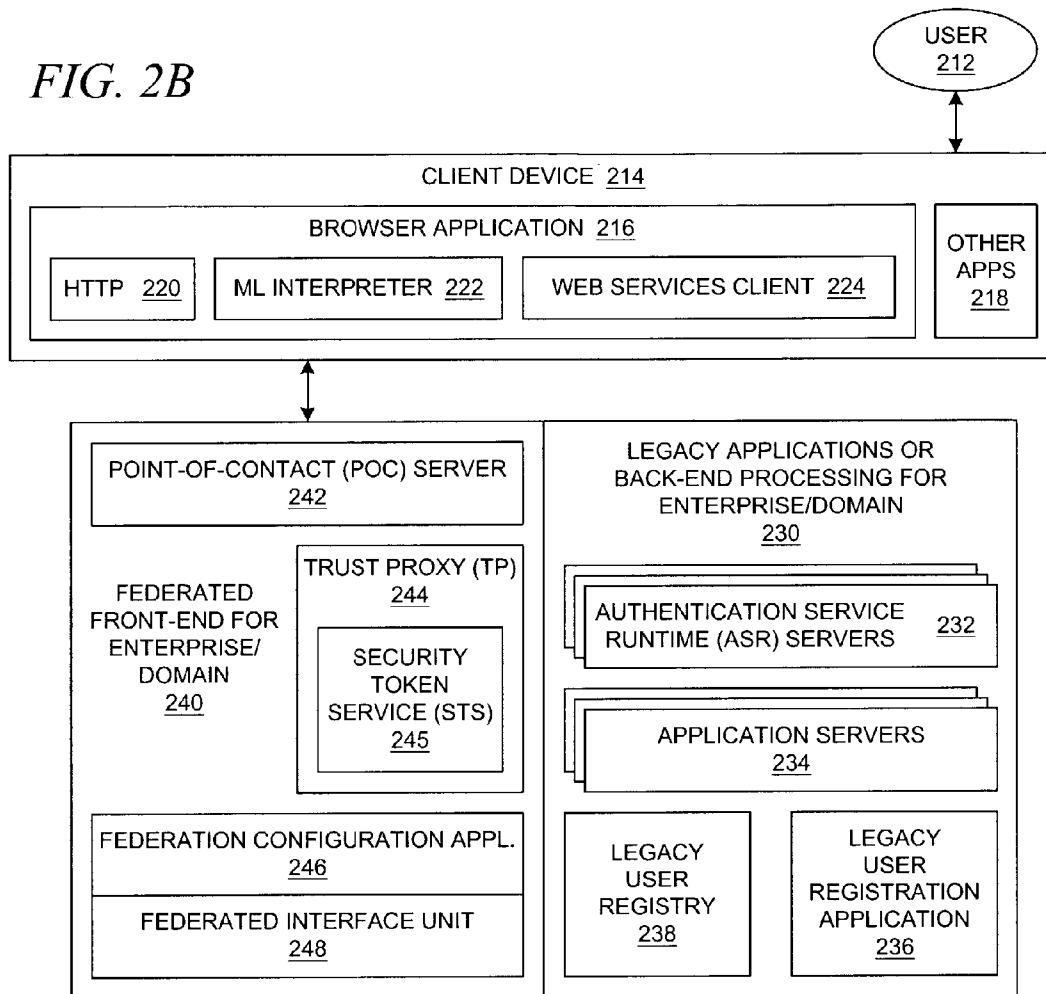 FIG. 2B
USER
212
CLIENT DEVICE 214
BROWSER APPLICATION 216
HTTP 220
ML INTERPRETER 222
WEB SERVICES CLIENT 224
OTHER
APPS
218
POINT-OF-CONTACT (POC) SERVER
242
FEDERATED
FRONT-END FOR
ENTERPRISE/
DOMAIN
240
TRUST PROXY (TP)
244
SECURITY
TOKEN
SERVICE (STS)
245
FEDERATION CONFIGURATION APPL.
246
FEDERATED INTERFACE UNIT
248
LEGACY APPLICATIONS OR
BACK-END PROCESSING FOR
ENTERPRISE/DOMAIN
230
AUTHENTICATION SERVICE
RUNTIME (ASR) SERVERS 232
APPLICATION SERVERS
234
LEGACY
USER
REGISTRY
238
LEGACY
USER
REGISTRATION
APPLICATION
236